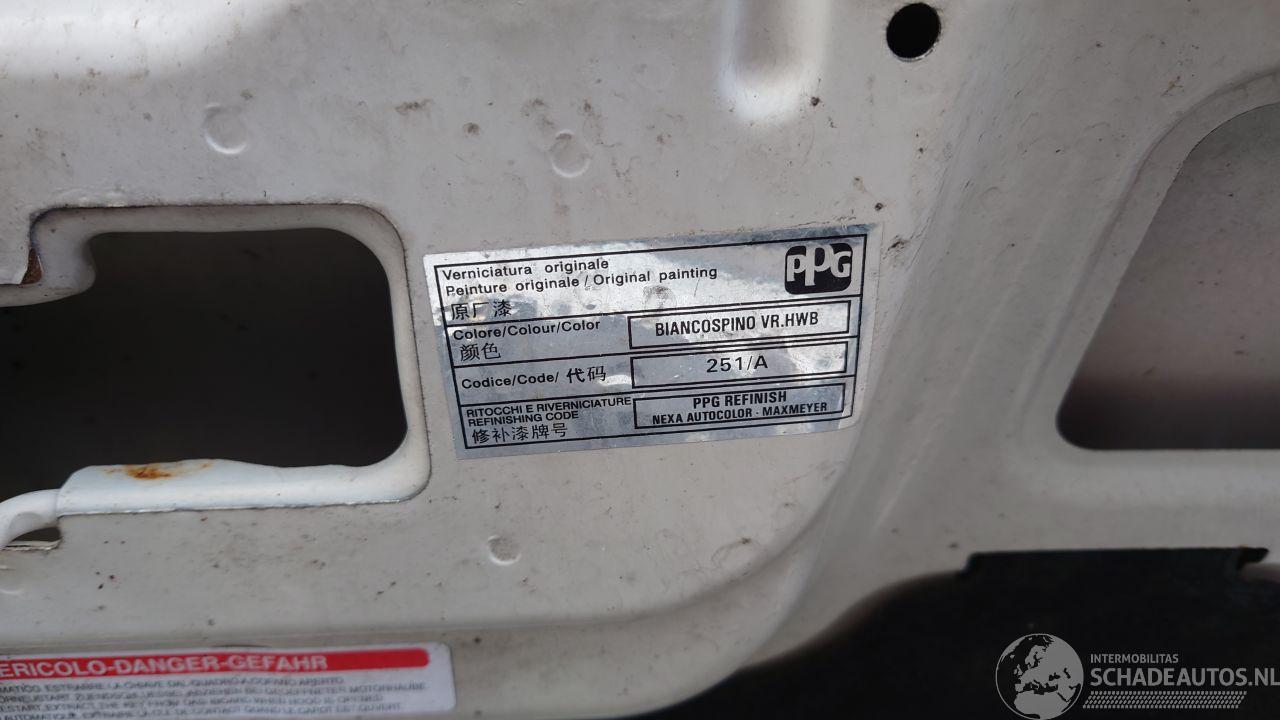 Verniciatura originale
Peinture originale / Original painting
原厂漆
PPG
Colore/Colour/Color
颜色
BIANCOSPINO VR.HWB
Codice/Code/ 代码
251/A
RITOCCHI E RIVERNICIATURE
REFINISHING CODE
修补漆牌号
PPG REFINISH
NEXA AUTOCOLOR - MAXMEYER
ERICOLO-DANGER-GEFAHR
INTERMOBILITAS
SCHADEAUTOS.NL